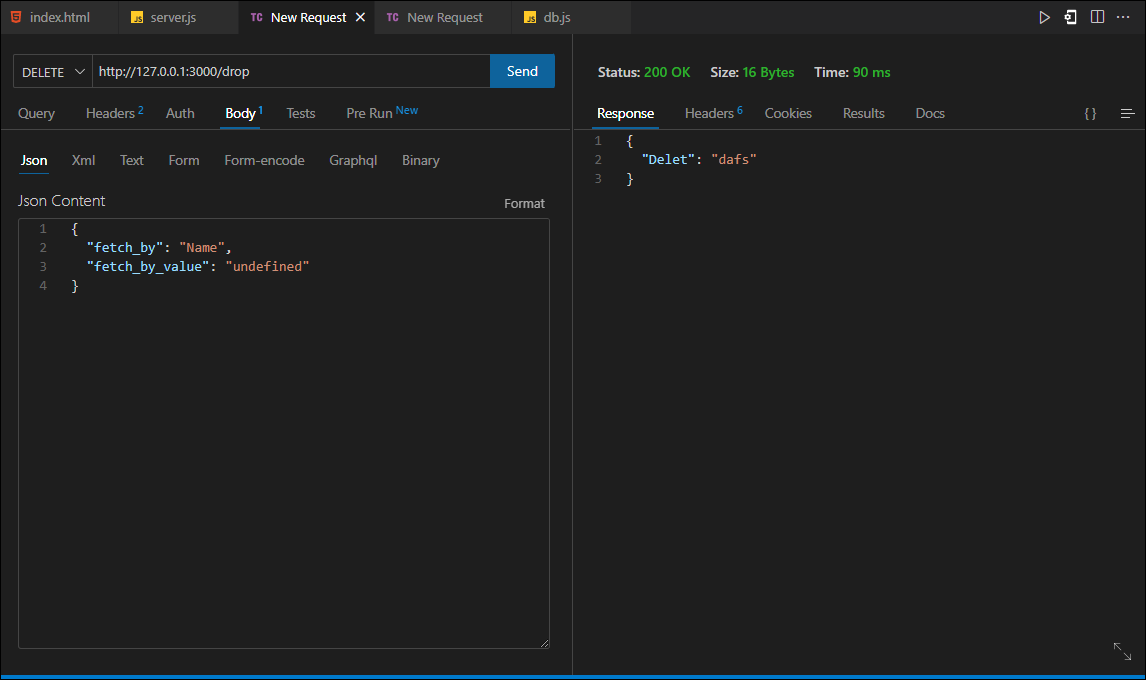 index.html server.js TC New Request TC New Request db.js
DELETE http://127.0.0.1:3000/drop Send
Status: 200 OK Size: 16 Bytes Time: 90 ms
Query Headers 2 Auth Body 1 Tests Pre Run New
Response Headers 6 Cookies Results Docs { }
Json Xml Text Form Form-encode Graphql Binary
1 {
2 "Delet": "dafs"
3 }
Json Content Format
1 {
2 "fetch_by": "Name",
3 "fetch_by_value": "undefined"
4 }